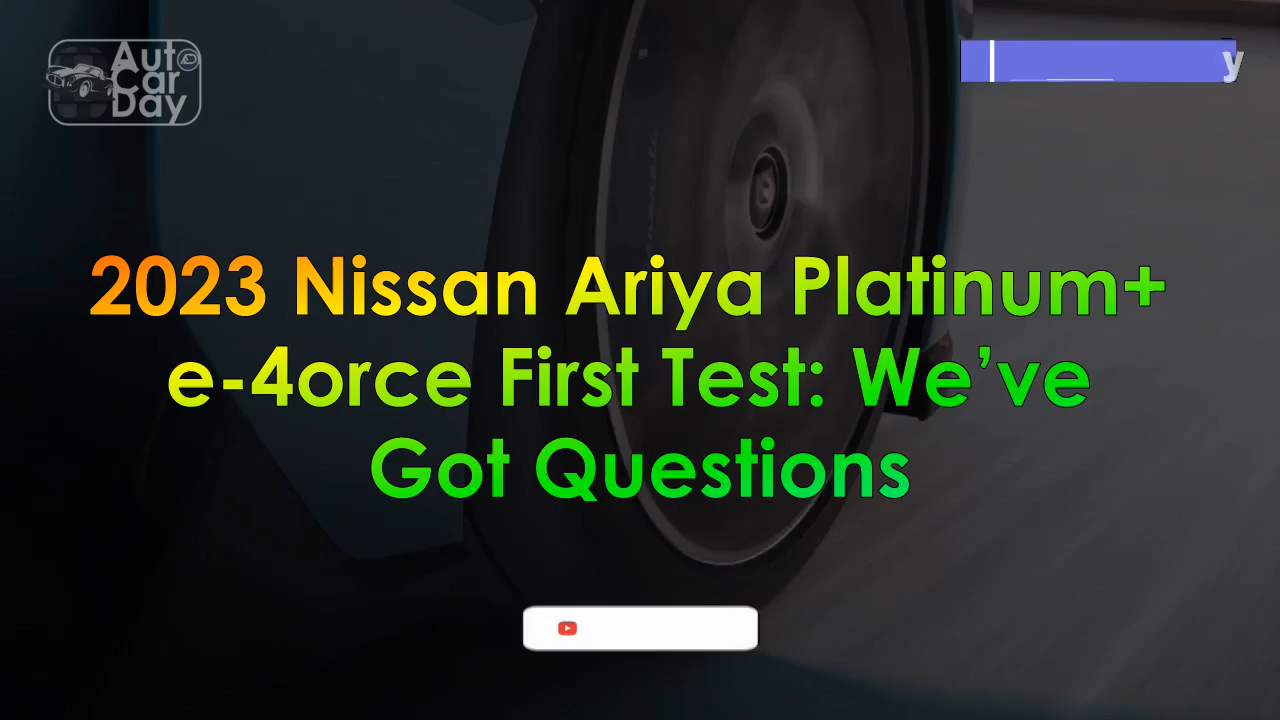 Aut
Car
Day
y
2023 Nissan Ariya Platinum+
e-4orce First Test: We’ve
Got Questions